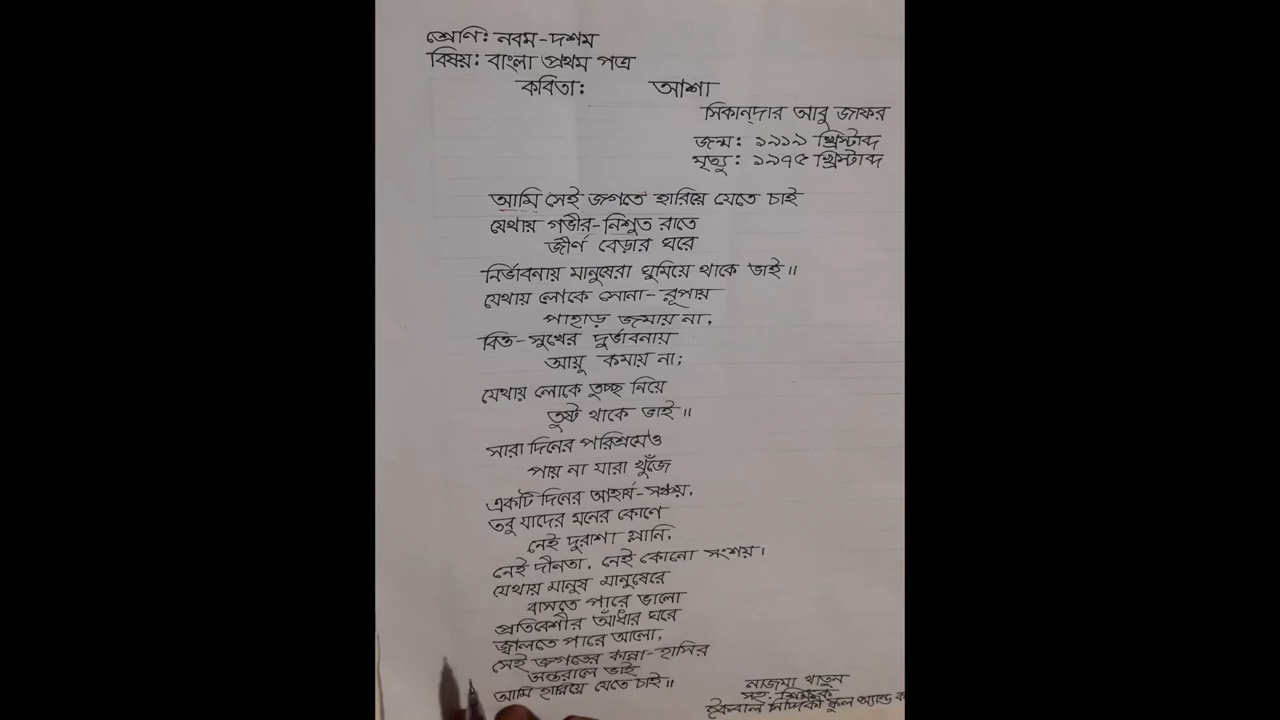 শ্রেণি: নবম-দশম
বিষয়: বাংলা প্রথম পত্র
কবিতা: আশা
সিকান্‌দার আবু জাফর
জন্ম: ১৯১৯ খ্রিস্টাব্দ
মৃত্যু: ১৯৭৫ খ্রিস্টাব্দ
আমি সেই জগতে হারিয়ে যেতে চাই
যেথায় গভীর-নিশুত রাতে
জীর্ণ বেড়ার ঘরে
নির্ভাবনায় মানুষেরা ঘুমিয়ে থাকে ভাই॥
যেথায় লোকে সোনা-রূপায়
পাহাড় জমায় না,
বিত্ত-সুখের দুর্ভাবনায়
আয়ু কমায় না;
যেথায় লোকে তুচ্ছ নিয়ে
তুষ্ট থাকে ভাই॥
সারা দিনের পরিশ্রমেও
পায় না যারা খুঁজে
একটি দিনের আহার্য-সঞ্চয়,
তবু যাদের মনের কোণে
নেই দুরাশা গ্লানি,
নেই দীনতা, নেই কোনো সংশয়।
যেথায় মানুষ মানুষেরে
বাসতে পারে ভালো
প্রতিবেশীর আঁধার ঘরে
জ্বালতে পারে আলো,
সেই জগতের কান্না-হাসির
অন্তরালে ভাই
আমি হারিয়ে যেতে চাই॥
নাজমা খাতুন
সহ: শিক্ষক
ইকবাল সিদ্দিকী স্কুল অ্যান্ড ক